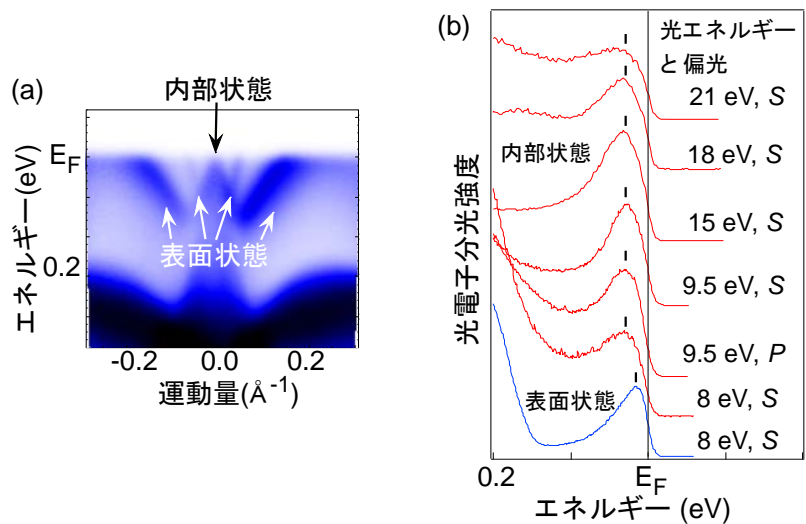 (a)
内部状態
EF
エネルギー(eV)
0.2
表面状態
-0.2 0.0 0.2
運動量(Å-1)
(b)
光エネルギー
と偏光
21 eV, S
18 eV, S
15 eV, S
9.5 eV, S
9.5 eV, P
8 eV, S
8 eV, S
内部状態
表面状態
光電子分光強度
0.2 EF
エネルギー (eV)